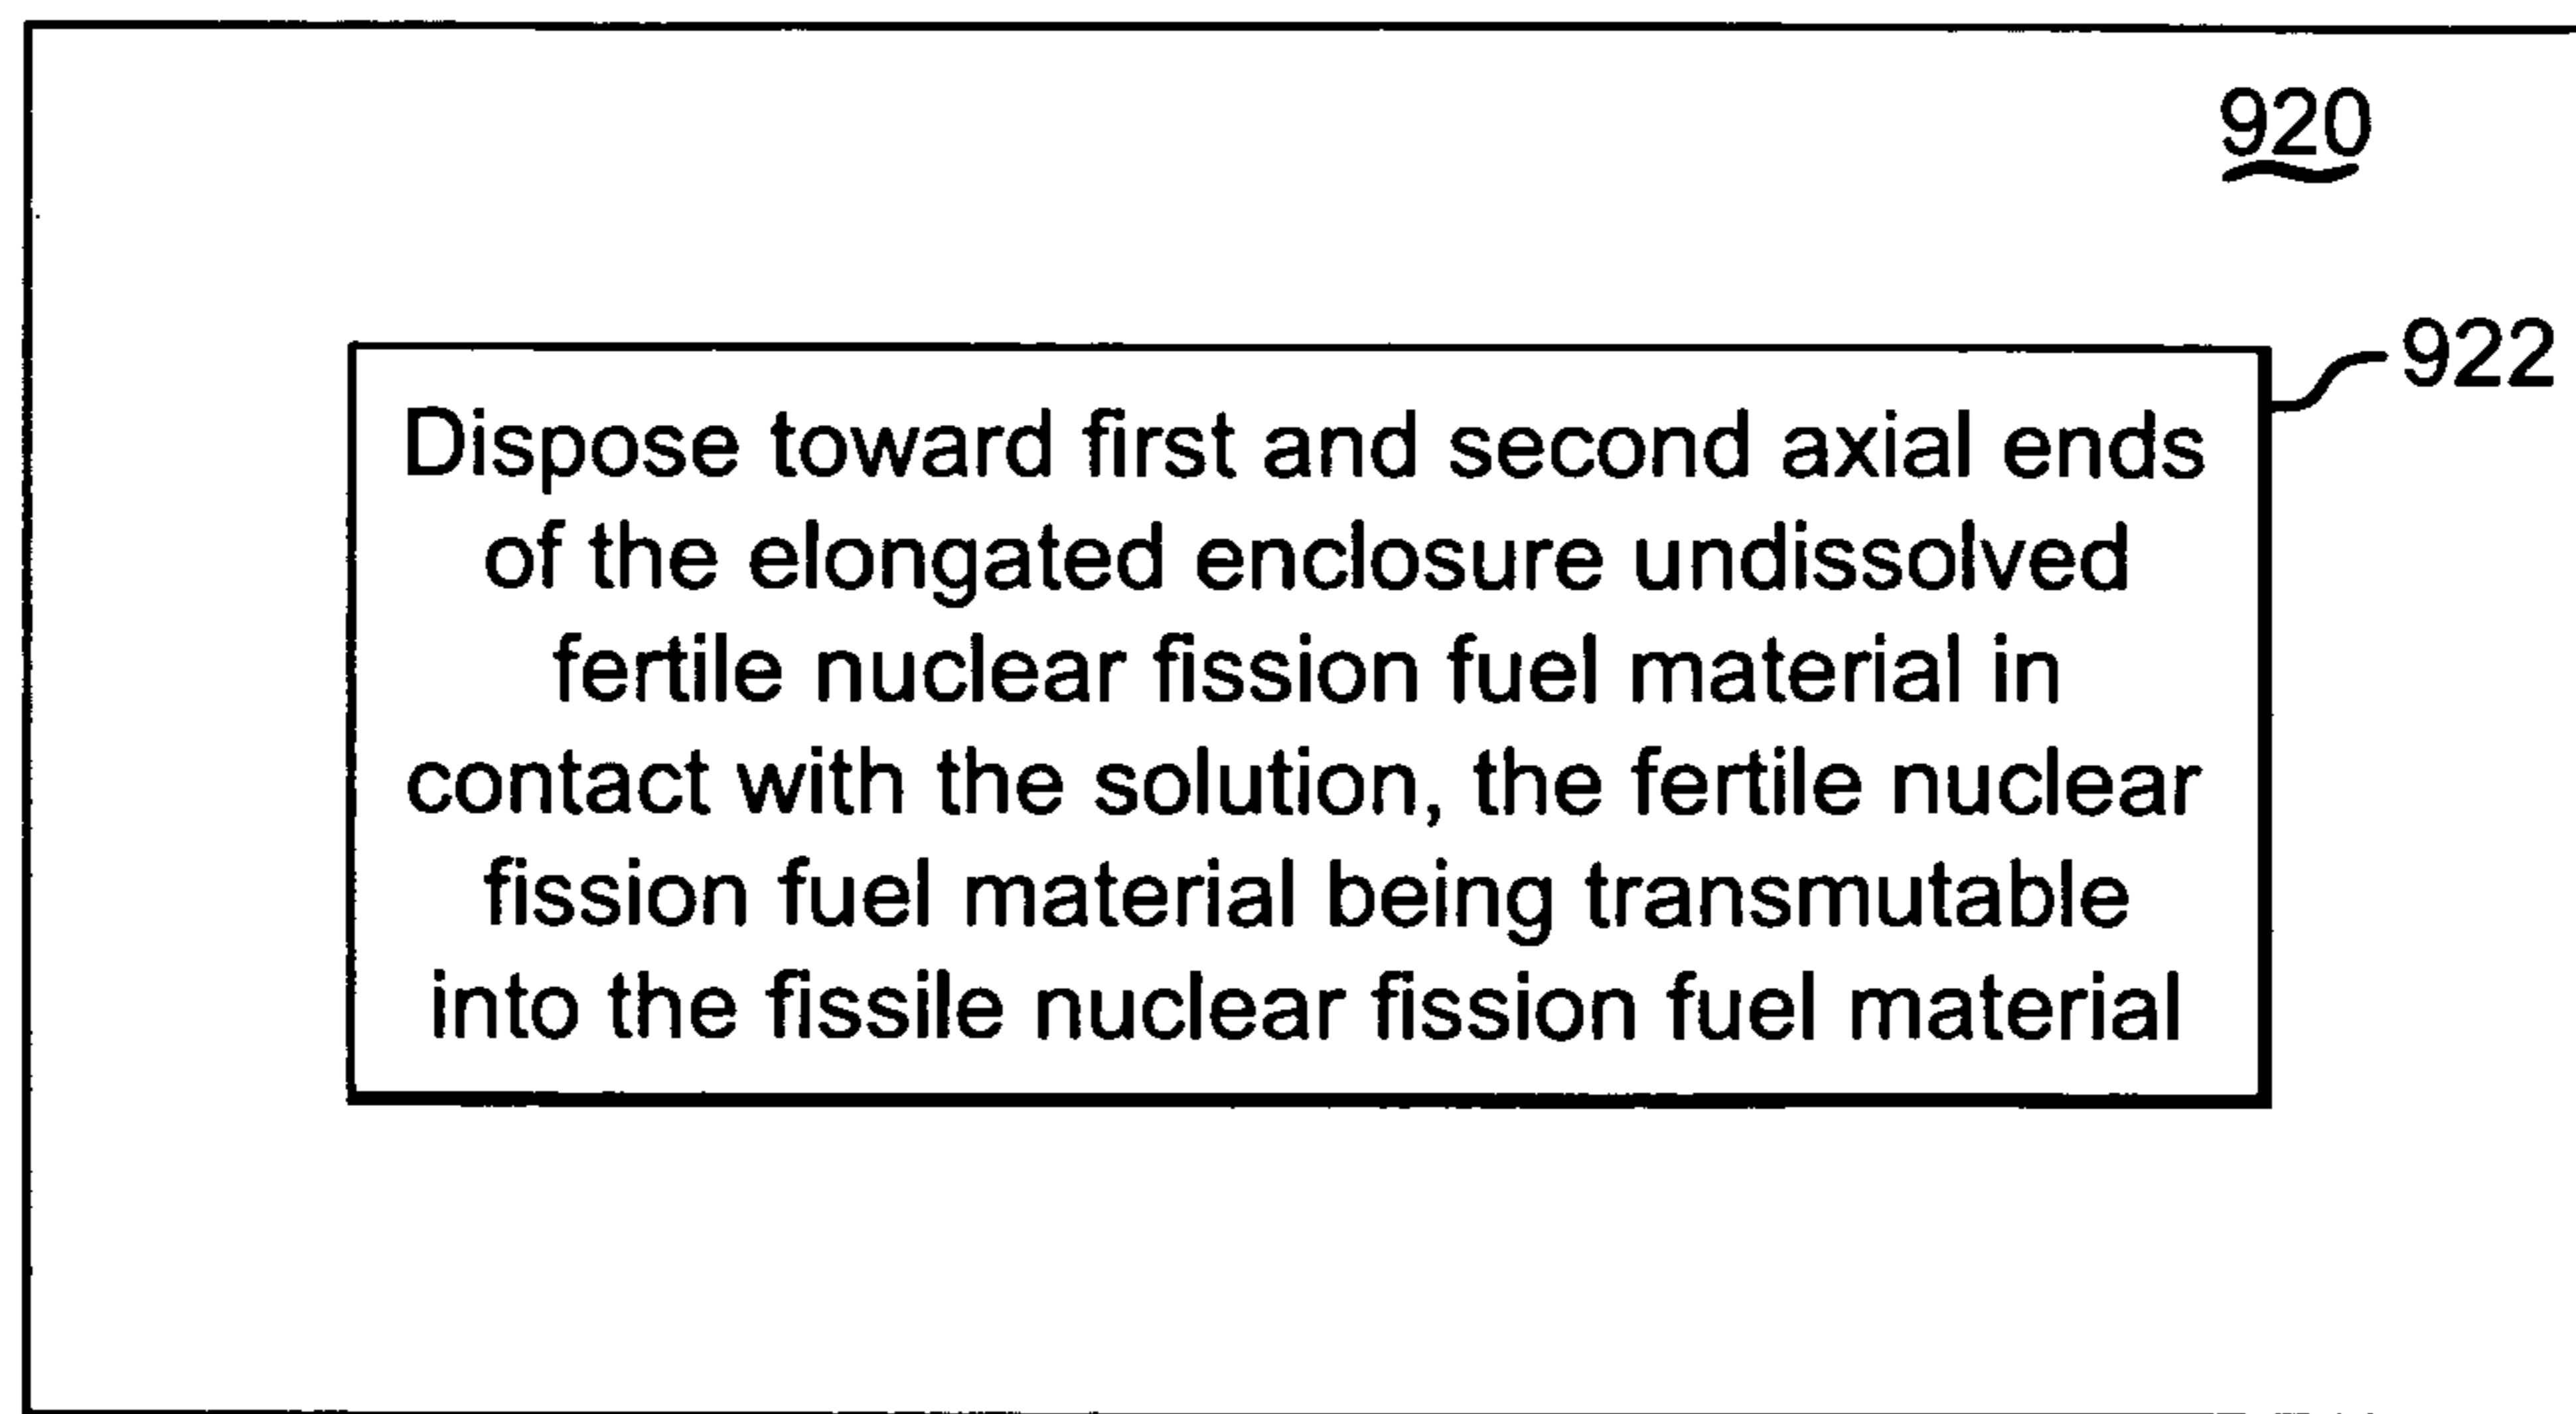 920
922
Dispose toward first and second axial ends
of the elongated enclosure undissolved
fertile nuclear fission fuel material in
contact with the solution, the fertile nuclear
fission fuel material being transmutable
into the fissile nuclear fission fuel material